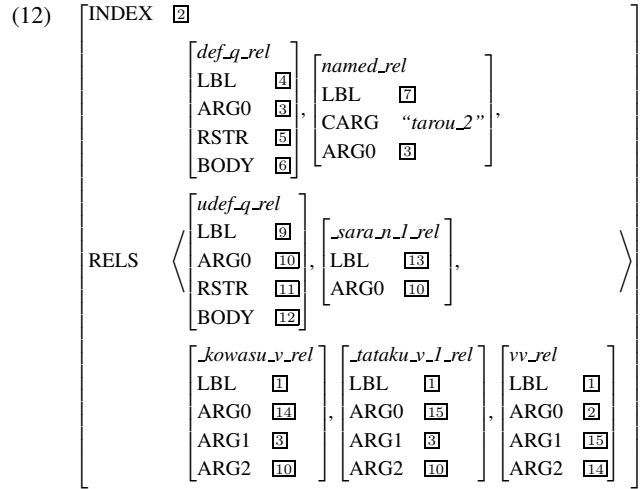 (12) INDEX 2
def_q_rel
LBL 4
ARG0 3
RSTR 5
BODY 6
,
named_rel
LBL 7
CARG “tarou_2”
ARG0 3
,
RELS
udef_q_rel
LBL 9
ARG0 10
RSTR 11
BODY 12
,
_sara_n_1_rel
LBL 13
ARG0 10
,
_kowasu_v_rel
LBL 1
ARG0 14
ARG1 3
ARG2 10
,
_tataku_v_1_rel
LBL 1
ARG0 15
ARG1 3
ARG2 10
,
vv_rel
LBL 1
ARG0 2
ARG1 15
ARG2 14